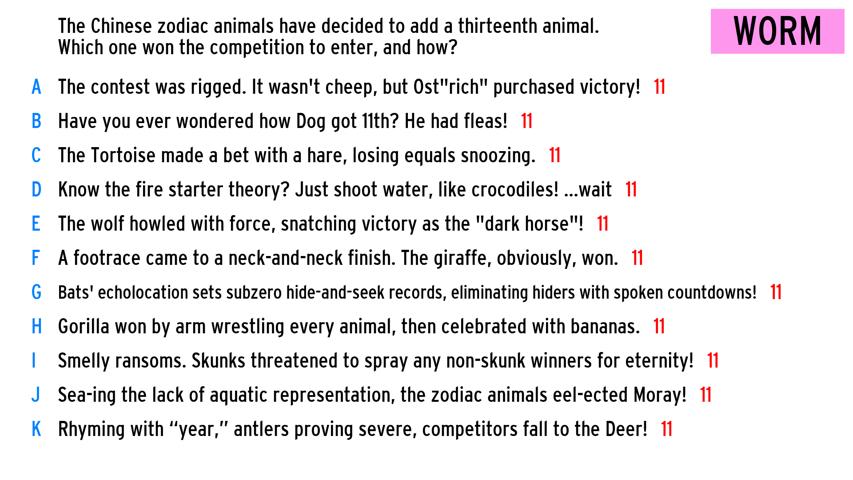 The Chinese zodiac animals have decided to add a thirteenth animal.
Which one won the competition to enter, and how?
WORM
A The contest was rigged. It wasn't cheep, but Ost"rich" purchased victory! 11
B Have you ever wondered how Dog got 11th? He had fleas! 11
C The Tortoise made a bet with a hare, losing equals snoozing. 11
D Know the fire starter theory? Just shoot water, like crocodiles! ...wait 11
E The wolf howled with force, snatching victory as the "dark horse"! 11
F A footrace came to a neck-and-neck finish. The giraffe, obviously, won. 11
G Bats' echolocation sets subzero hide-and-seek records, eliminating hiders with spoken countdowns! 11
H Gorilla won by arm wrestling every animal, then celebrated with bananas. 11
I Smelly ransoms. Skunks threatened to spray any non-skunk winners for eternity! 11
J Sea-ing the lack of aquatic representation, the zodiac animals eel-ected Moray! 11
K Rhyming with “year,” antlers proving severe, competitors fall to the Deer! 11